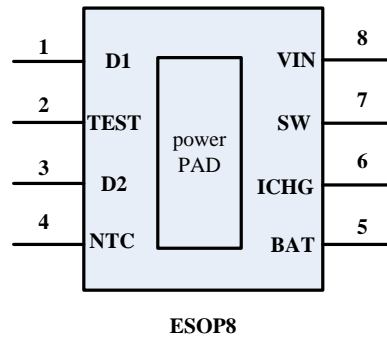 1 D1 VIN 8
2 TEST SW 7
power
PAD
3 D2 ICHG 6
4 NTC BAT 5
ESOP8